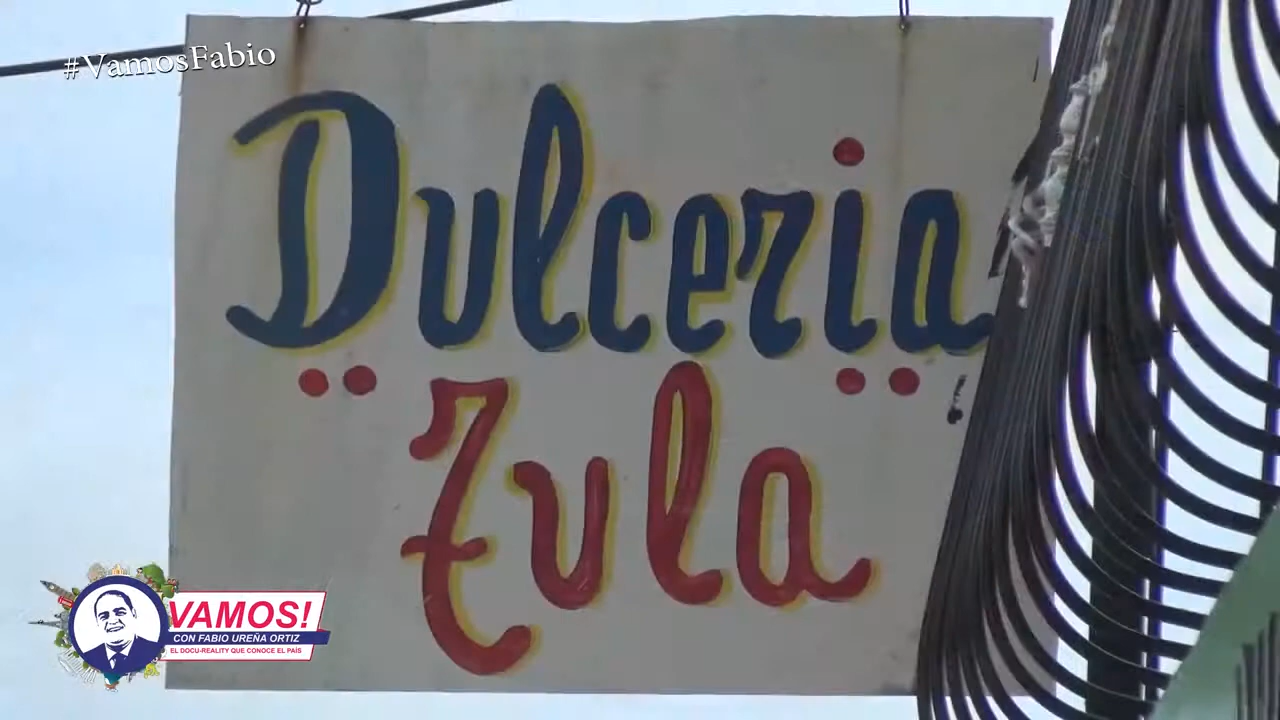 #VamosFabio
Dulceria
Zula
VAMOS!
CON FABIO UREÑA ORTIZ
EL DOCU-REALITY QUE CONOCE EL PAÍS